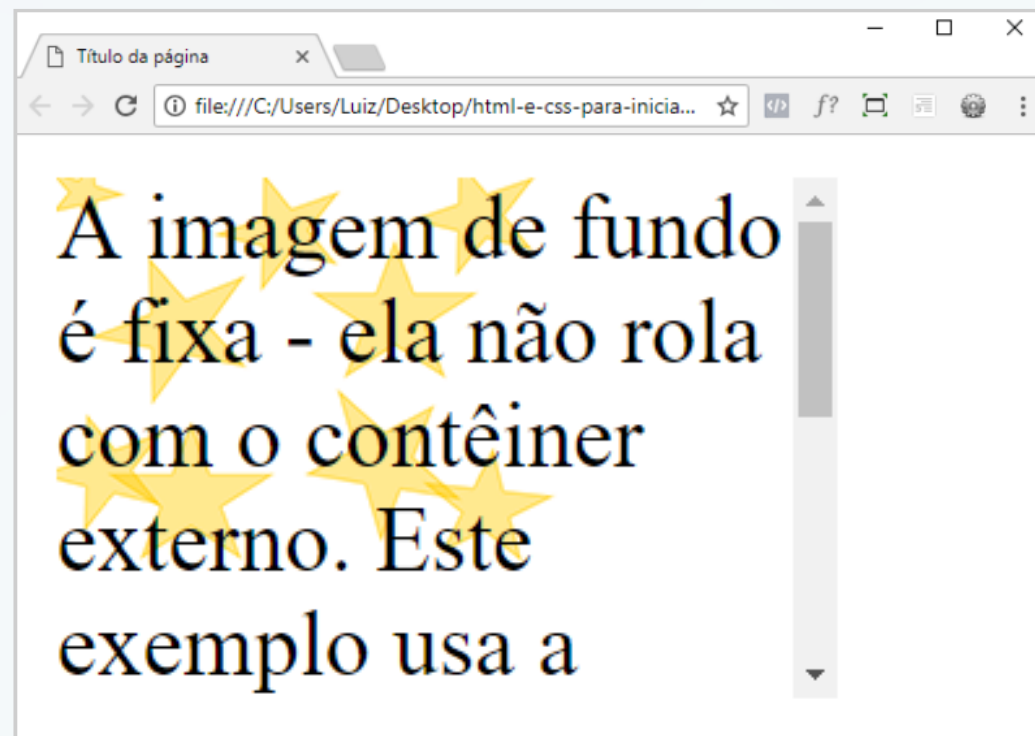 Título da página
file:///C:/Users/Luiz/Desktop/html-e-css-para-inicia...
f?
A imagem de fundo
é fixa - ela não rola
com o contêiner
externo. Este
exemplo usa a